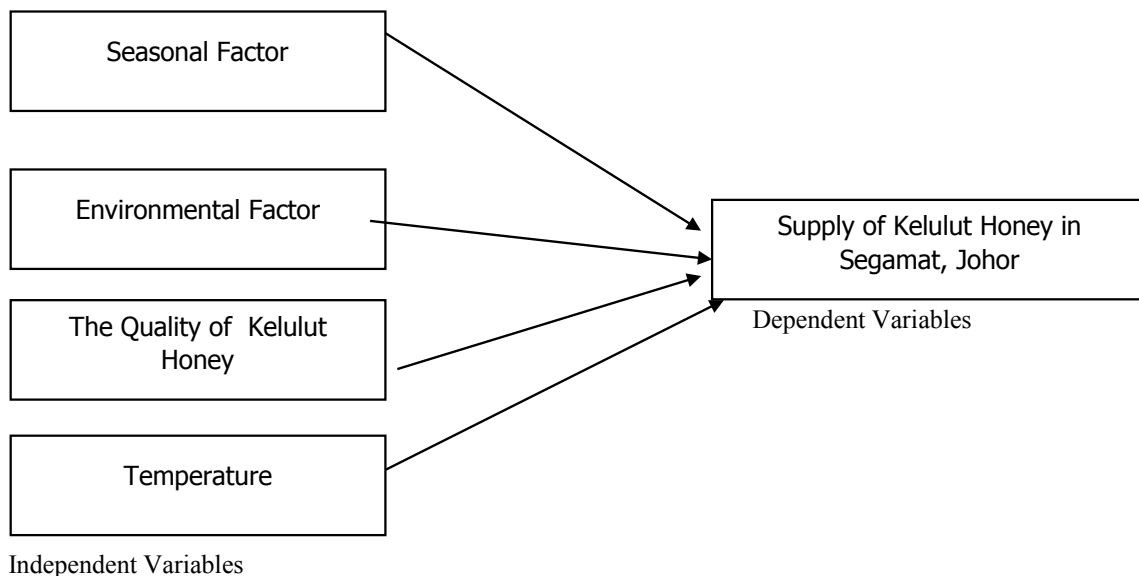 Seasonal Factor
Environmental Factor
The Quality of Kelulut
Honey
Temperature
Independent Variables
Supply of Kelulut Honey in
Segamat, Johor
Dependent Variables